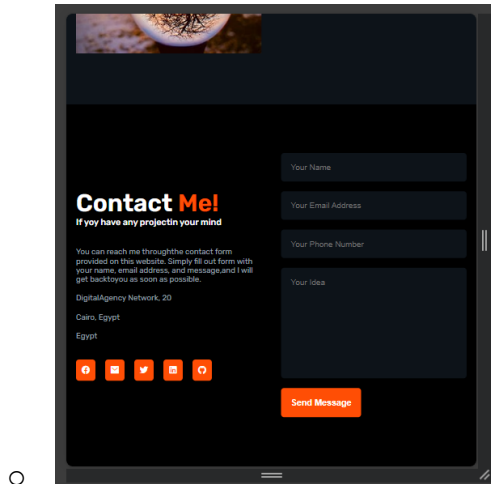 Contact Me!
If yoy have any projectin your mind
You can reach me throughthe contact form
provided on this website. Simply fill out form with
your name, email address, and message,and I will
get backtoyou as soon as possible.
DigitalAgency Network, 20
Cairo, Egypt
Egypt
Your Name
Your Email Address
Your Phone Number
Your Idea
Send Message